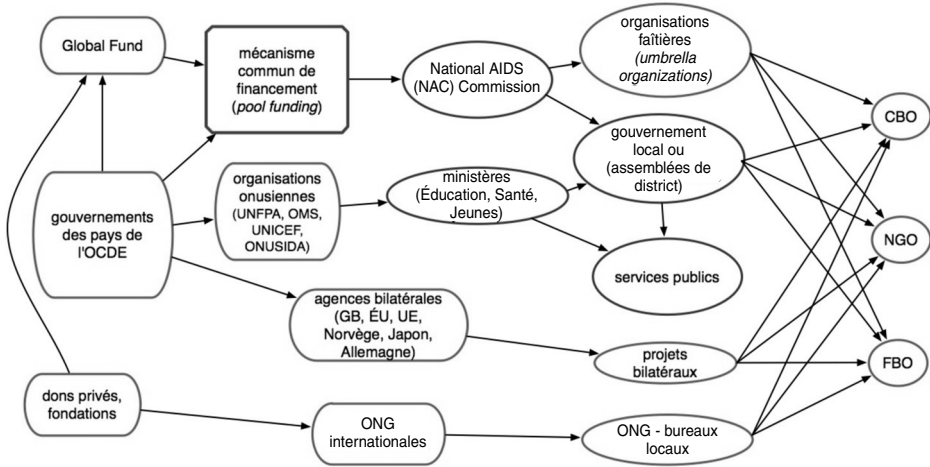 Global Fund
mécanisme
commun de
financement
(pool funding)
National AIDS
(NAC) Commission
organisations
faîtières
(umbrella
organizations)
CBO
gouvernements
des pays de
l'OCDE
organisations
onusiennes
(UNFPA, OMS,
UNICEF,
ONUSIDA)
ministères
(Éducation, Santé,
Jeunes)
gouvernement
local ou
(assemblées de
district)
NGO
services publics
agences bilatérales
(GB, ÉU, UE,
Norvège, Japon,
Allemagne)
projets
bilatéraux
FBO
dons privés,
fondations
ONG
internationales
ONG - bureaux
locaux